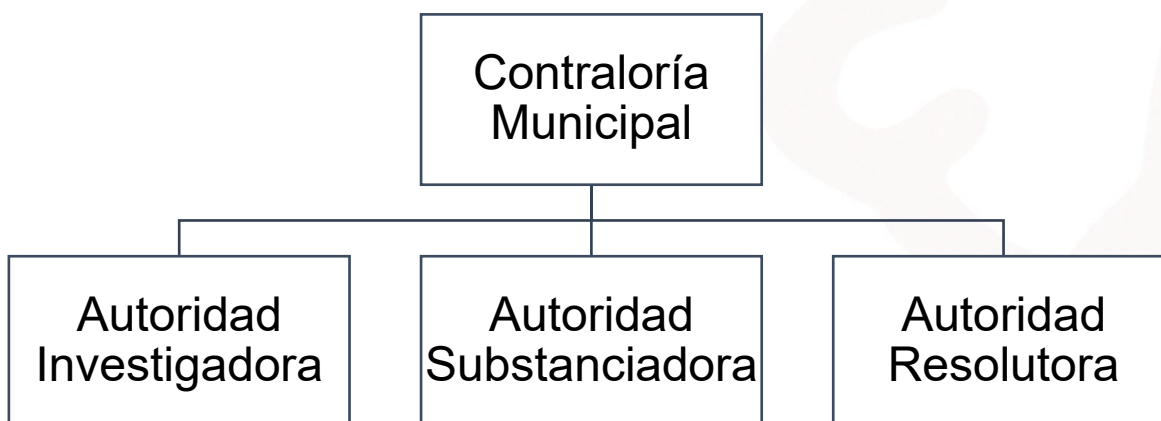 Contraloría
Municipal
Autoridad
Investigadora
Autoridad
Substanciadora
Autoridad
Resolutora